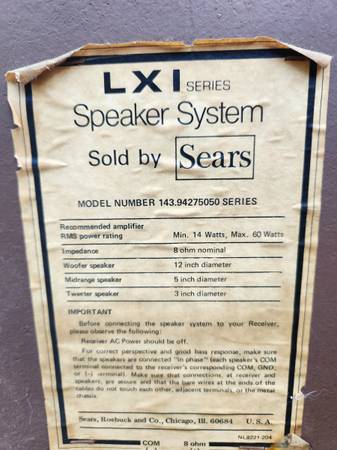 LXI SERIES
Speaker System
Sold by Sears
MODEL NUMBER 143.94275050 SERIES
Recommended amplifier
RMS power rating Min. 14 Watts, Max. 60 Watts
Impedance 8 ohm nominal
Woofer speaker 12 inch diameter
Midrange speaker 5 inch diameter
Tweeter speaker 3 inch diameter
IMPORTANT
Before connecting the speaker system to your Receiver,
please observe the following:
Receiver AC Power should be off.
For correct perspective and good bass response, make sure
that the speakers are connected "In phase" (each speaker's COM
terminal connected to the receiver's corresponding COM, GND,
or (-) terminal). Make sure that connections, at receiver and
speakers, are secure and that the bare wires at the ends of the
cables do not touch each other, adjacent terminals, or the metal
chassis.
Sears, Roebuck and Co., Chicago, Ill. 60684 U. S. A.
NL8221-204
COM 8 ohm